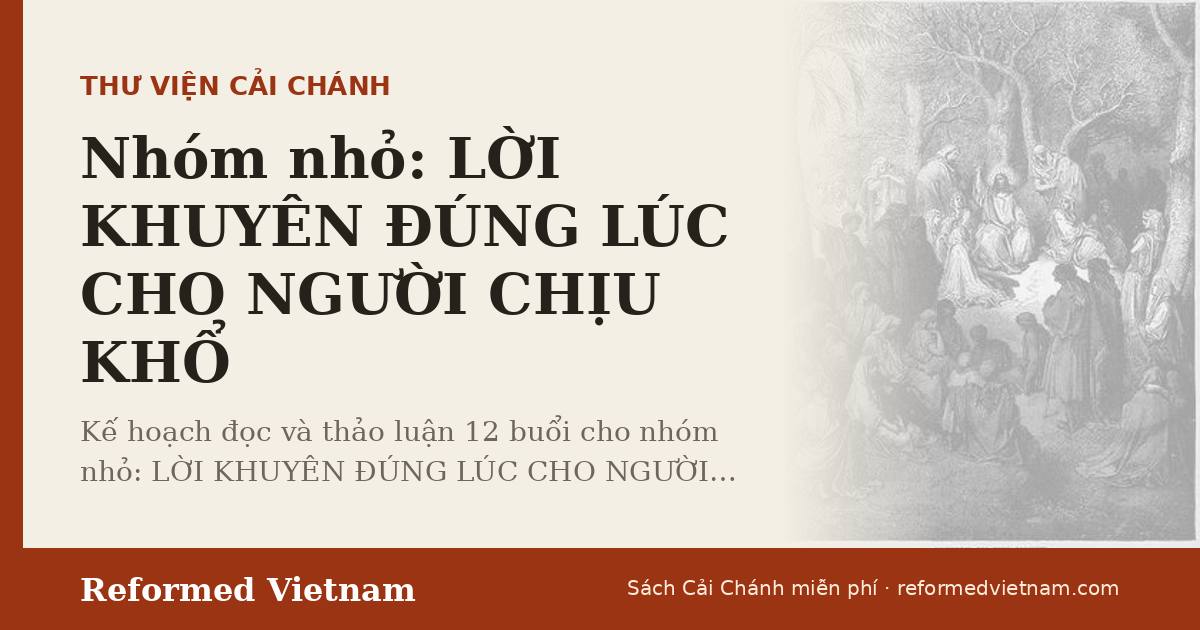 THƯ VIỆN CẢI CHÁNH
Nhóm nhỏ: LỜI
KHUYÊN ĐÚNG LÚC
CHO NGƯỜI CHỊU
KHỔ
Kế hoạch đọc và thảo luận 12 buổi cho nhóm
nhỏ: LỜI KHUYÊN ĐÚNG LÚC CHO NGƯỜI...
Reformed Vietnam
Sách Cải Chánh miễn phí · reformedvietnam.com